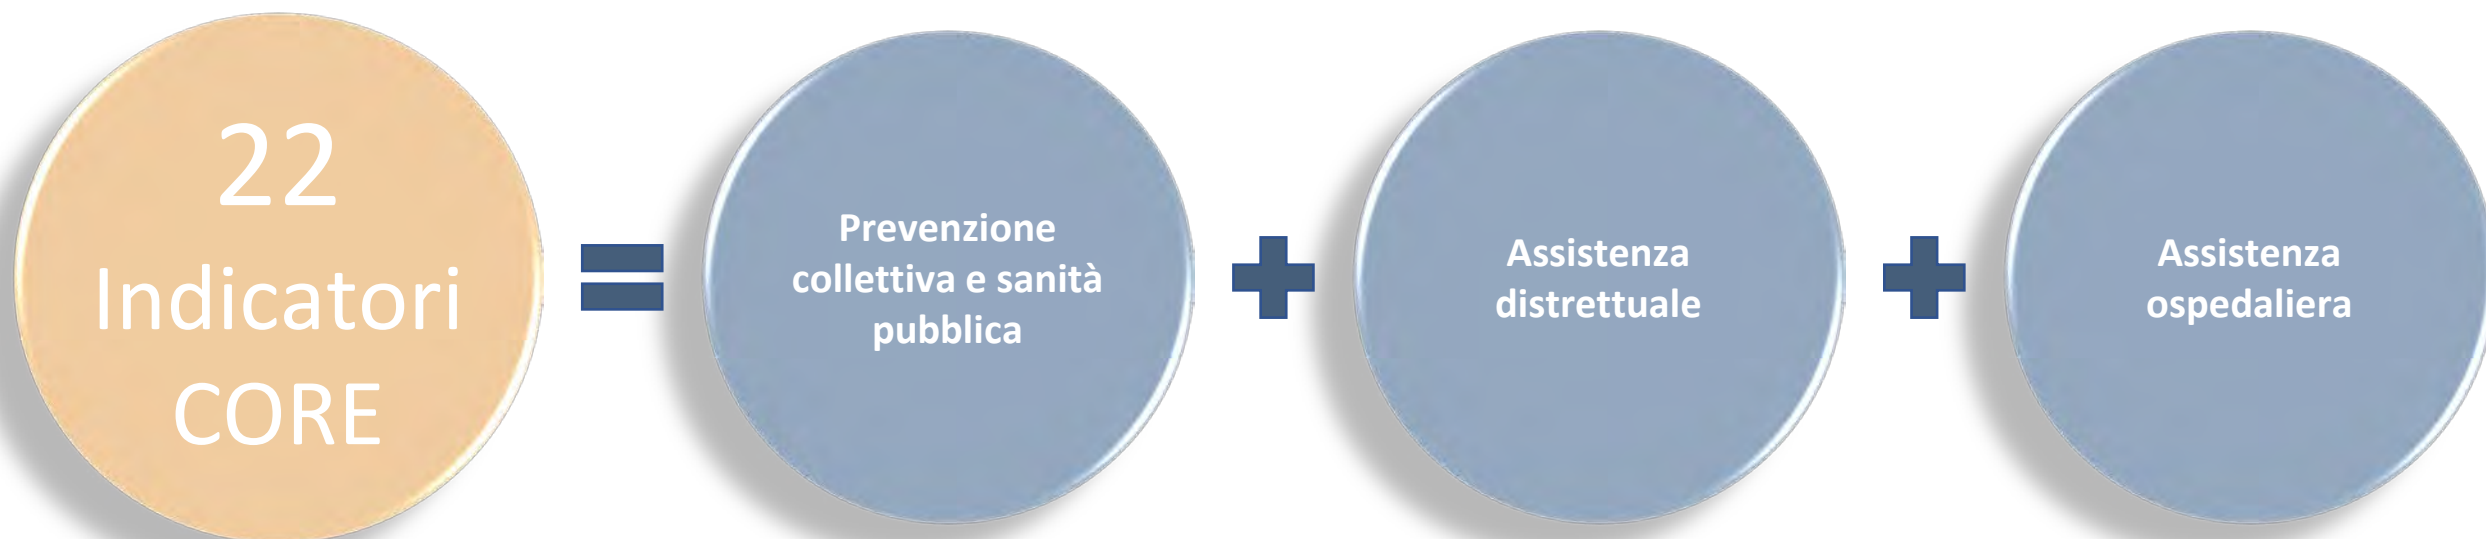 22
Indicatori
CORE
Prevenzione
collettiva e sanità
pubblica
Assistenza
distrettuale
Assistenza
ospedaliera